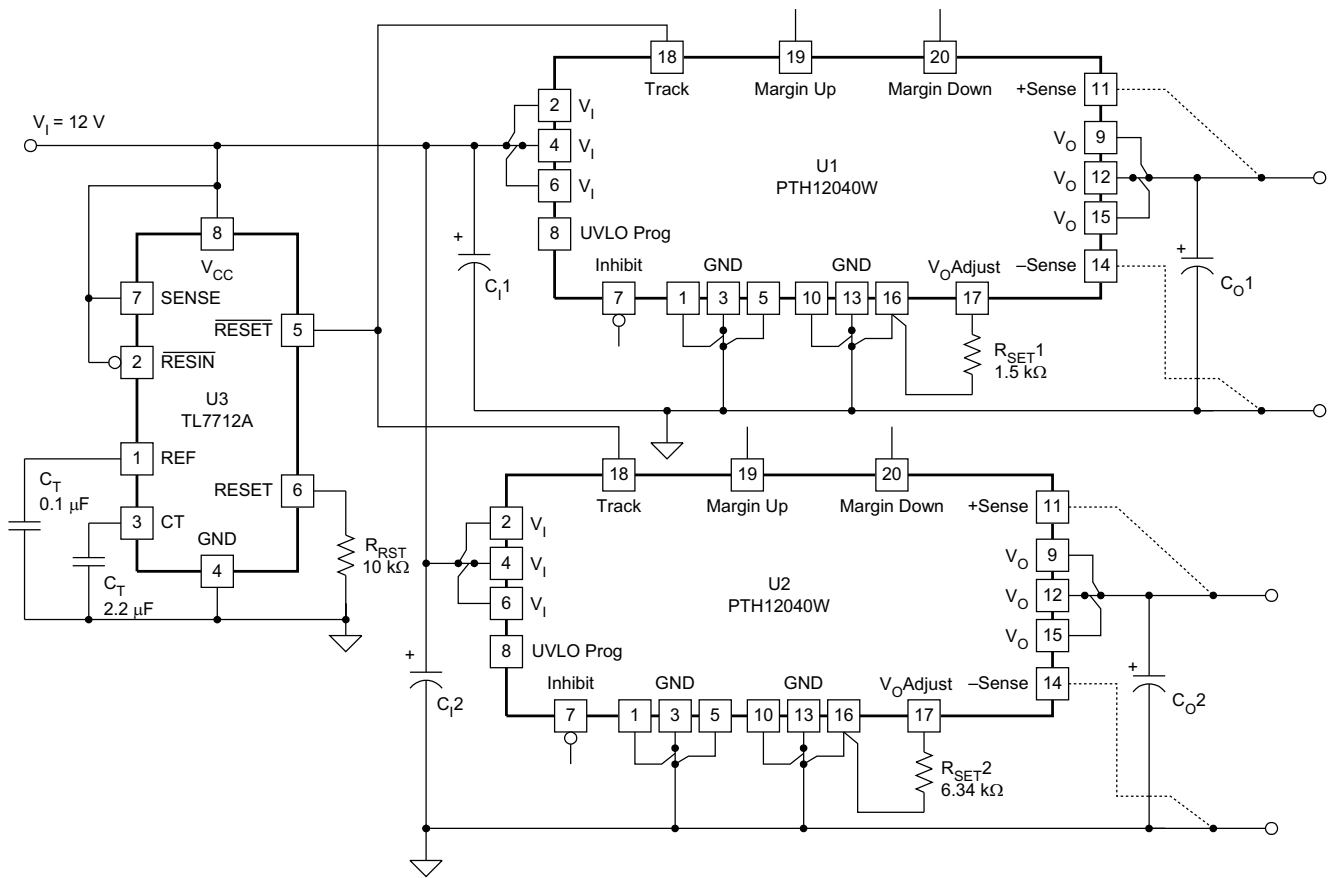 18
19
20
Track
Margin Up
Margin Down
+Sense
11
V_I = 12 V
2
V_I
4
V_I
6
V_I
8
UVLO Prog
U1
PTH12040W
V_O
9
V_O
12
V_O
15
–Sense
14
Inhibit
7
GND
1
3
5
GND
10
13
16
V_O Adjust
17
+
C_I1
+
C_O1
R_SET1
1.5 kΩ
8
V_CC
7
SENSE
2
RESIN
RESET
5
U3
TL7712A
1
REF
RESET
6
3
CT
GND
4
C_T
0.1 μF
C_T
2.2 μF
R_RST
10 kΩ
18
19
20
Track
Margin Up
Margin Down
+Sense
11
2
V_I
4
V_I
6
V_I
8
UVLO Prog
U2
PTH12040W
V_O
9
V_O
12
V_O
15
–Sense
14
Inhibit
7
GND
1
3
5
GND
10
13
16
V_O Adjust
17
+
C_I2
+
C_O2
R_SET2
6.34 kΩ